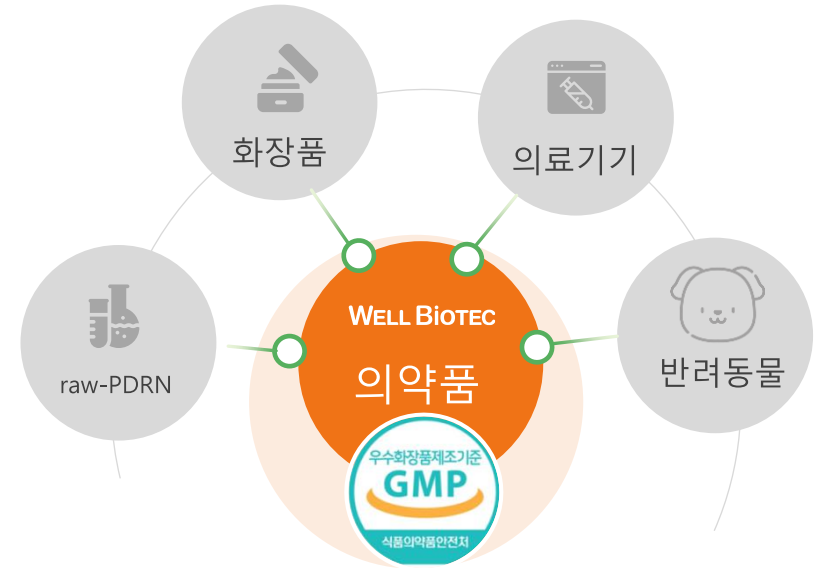 화장품
의료기기
raw-PDRN
WELL BiOTEC
의약품
반려동물
우수화장품제조기준
GMP
식품의약품안전처